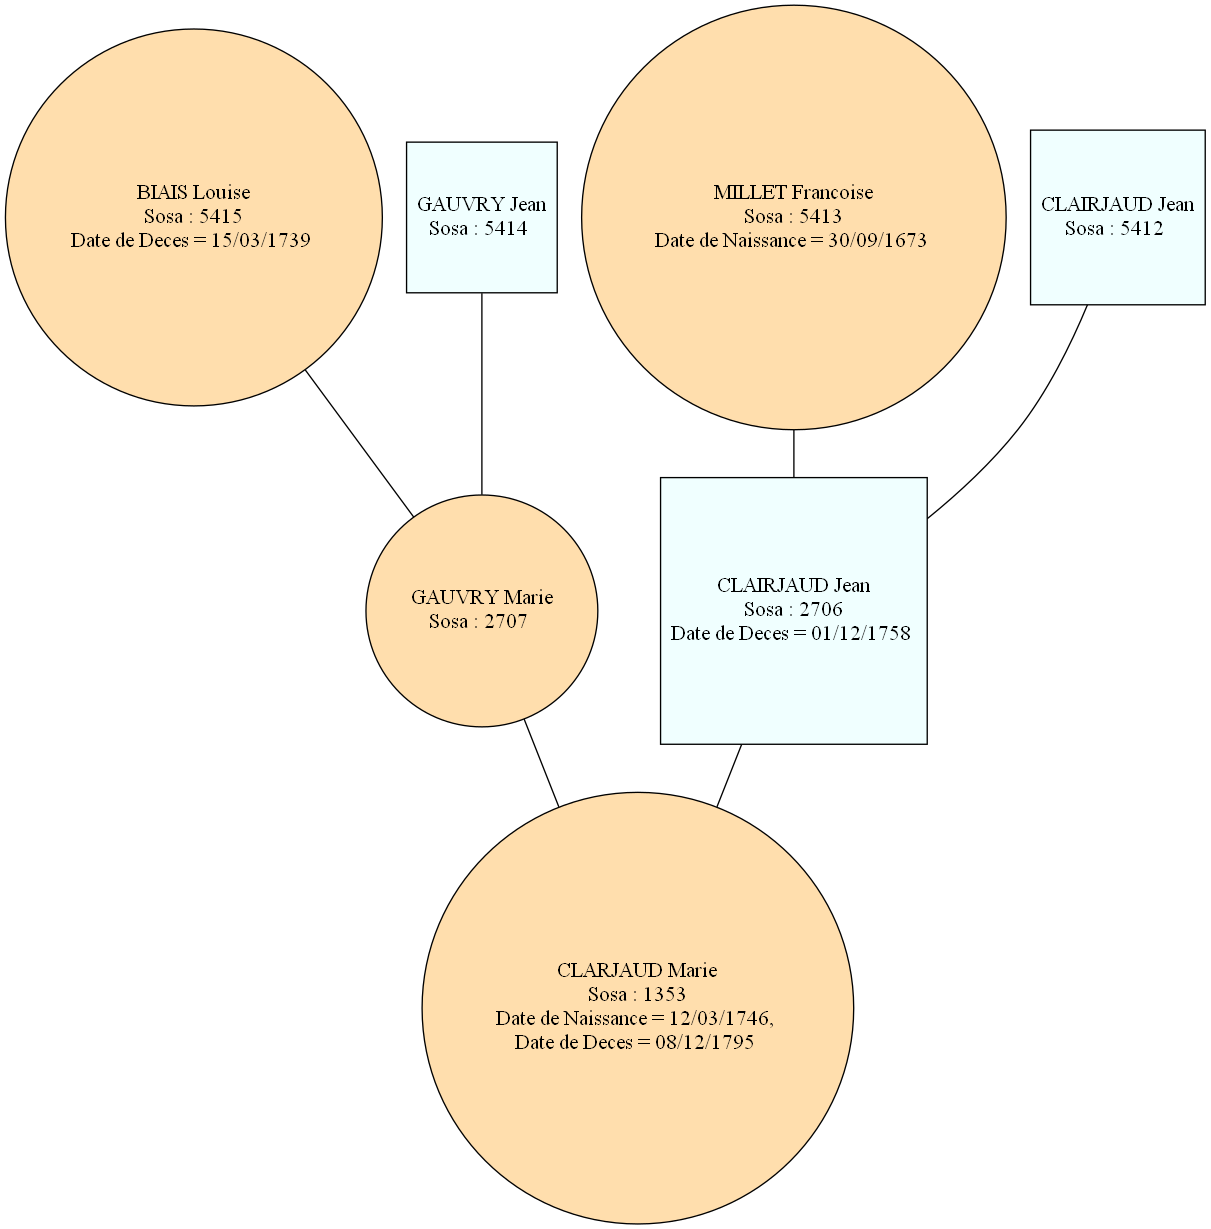 BIAIS Louise
Sosa : 5415
Date de Deces = 15/03/1739
GAUVRY Jean
Sosa : 5414
MILLET Francoise
Sosa : 5413
Date de Naissance = 30/09/1673
CLAIRJAUD Jean
Sosa : 5412
GAUVRY Marie
Sosa : 2707
CLAIRJAUD Jean
Sosa : 2706
Date de Deces = 01/12/1758
CLARJAUD Marie
Sosa : 1353
Date de Naissance = 12/03/1746,
Date de Deces = 08/12/1795